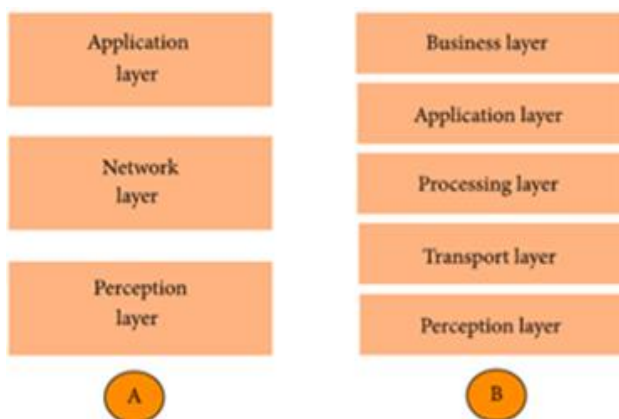 Application
layer
Network
layer
Perception
layer
A
Business layer
Application layer
Processing layer
Transport layer
Perception layer
B